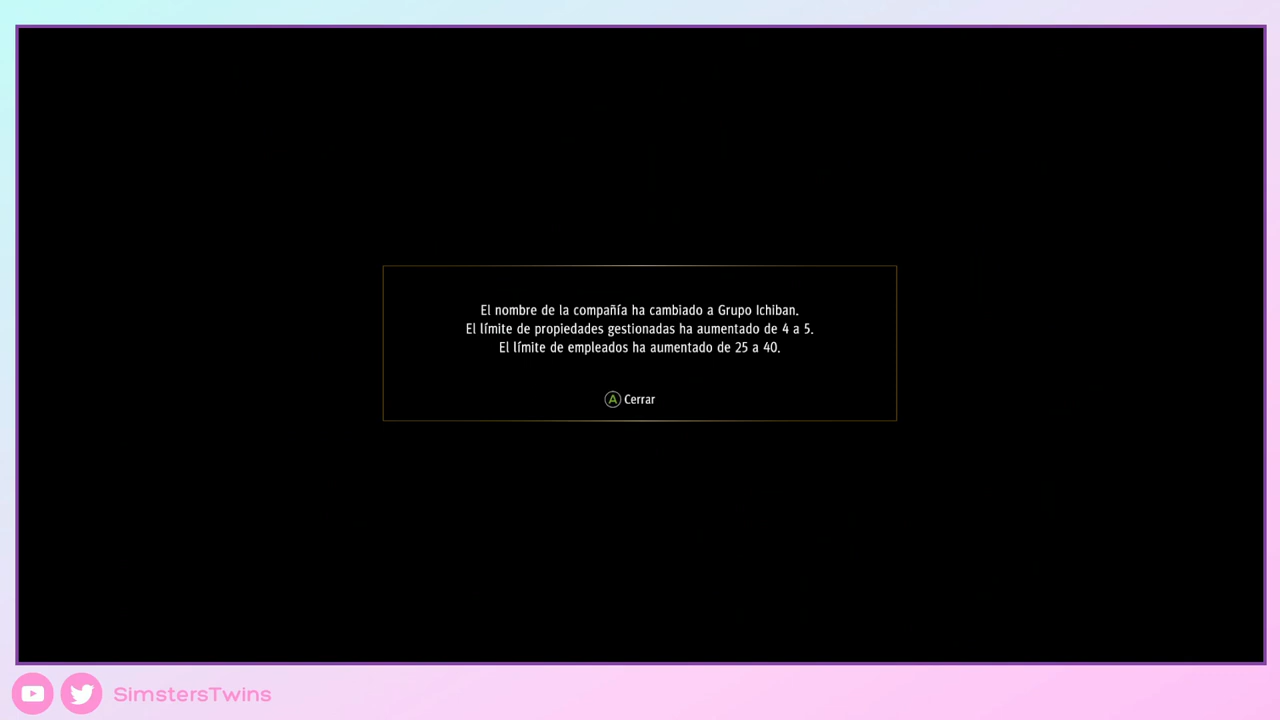 El nombre de la compañía ha cambiado a Grupo Ichiban.
El límite de propiedades gestionadas ha aumentado de 4 a 5.
El límite de empleados ha aumentado de 25 a 40.
A Cerrar
SimstersTwins